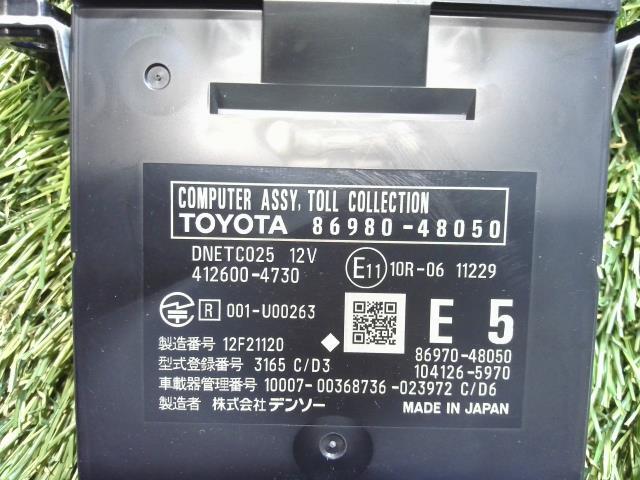 COMPUTER ASSY, TOLL COLLECTION
TOYOTA 86980-48050
DNETC025 12V
412600-4730
E11 10R-06 11229
R 001-U00263
E 5
製造番号 12F21120
86970-48050
型式登録番号 3165 C/D3
104126-5970
車載器管理番号 10007-00368736-023972 C/D6
製造者 株式会社 デンソー
MADE IN JAPAN